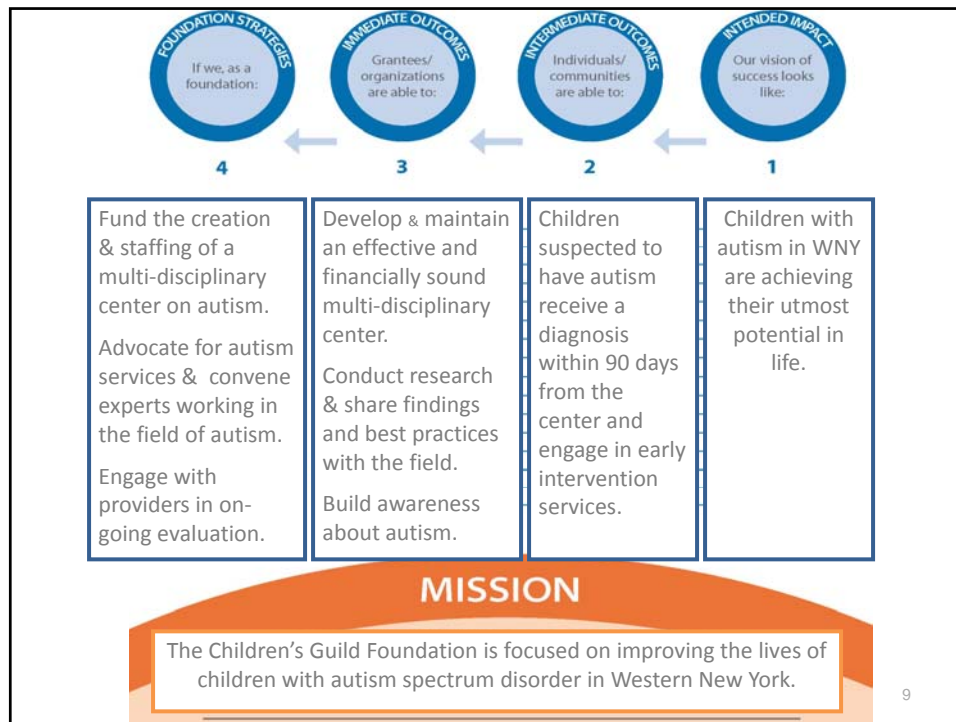 FOUNDATION STRATEGIES
If we, as a
foundation:
4
IMMEDIATE OUTCOMES
Grantees/
organizations
are able to:
3
INTERMEDIATE OUTCOMES
Individuals/
communities
are able to:
2
INTENDED IMPACT
Our vision of
success looks
like:
1
Fund the creation
& staffing of a
multi-disciplinary
center on autism.
Advocate for autism
services & convene
experts working in
the field of autism.
Engage with
providers in on-
going evaluation.
Develop & maintain
an effective and
financially sound
multi-disciplinary
center.
Conduct research
& share findings
and best practices
with the field.
Build awareness
about autism.
Children
suspected to
have autism
receive a
diagnosis
within 90 days
from the
center and
engage in early
intervention
services.
Children with
autism in WNY
are achieving
their utmost
potential in
life.
MISSION
The Children’s Guild Foundation is focused on improving the lives of
children with autism spectrum disorder in Western New York.
9